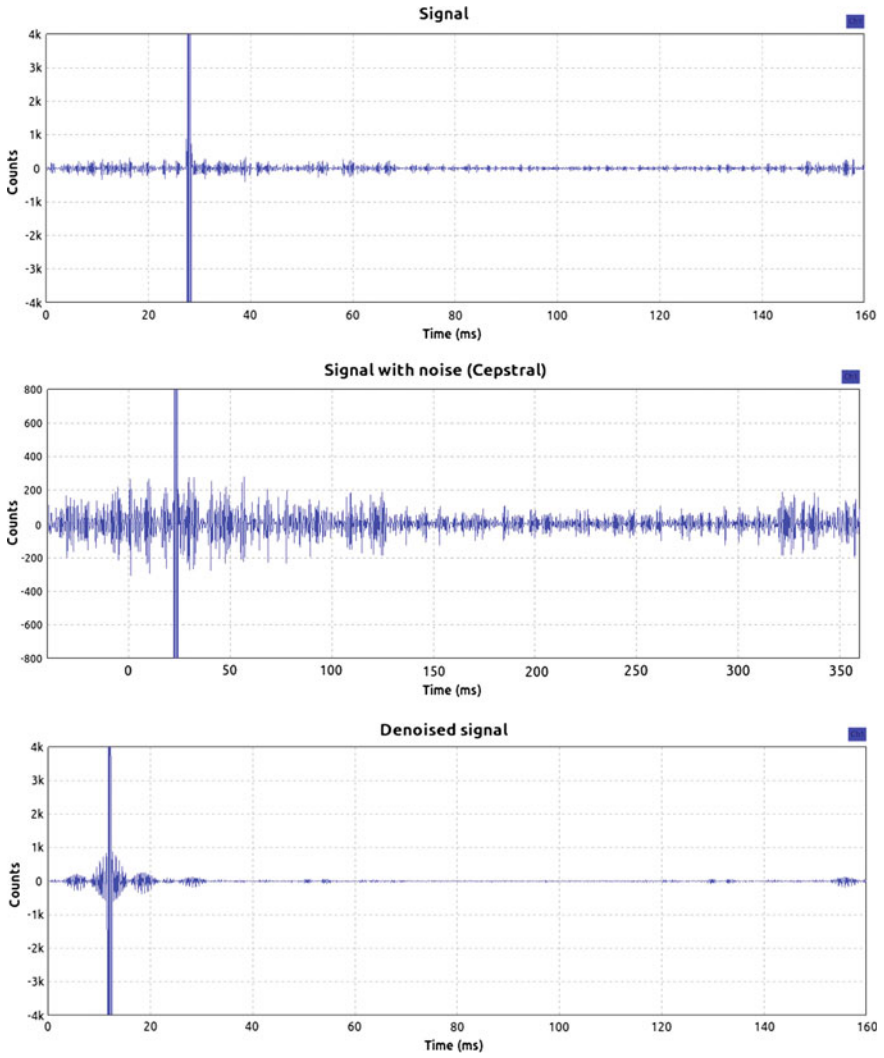 Signal
4k
3k
2k
1k
0
-1k
-2k
-3k
-4k
Counts
0 20 40 60 80 100 120 140 160
Time (ms)
Signal with noise (Cepstral)
800
600
400
200
0
-200
-400
-600
-800
Counts
0 50 100 150 200 250 300 350
Time (ms)
Denoised signal
4k
3k
2k
1k
0
-1k
-2k
-3k
-4k
Counts
0 20 40 60 80 100 120 140 160
Time (ms)